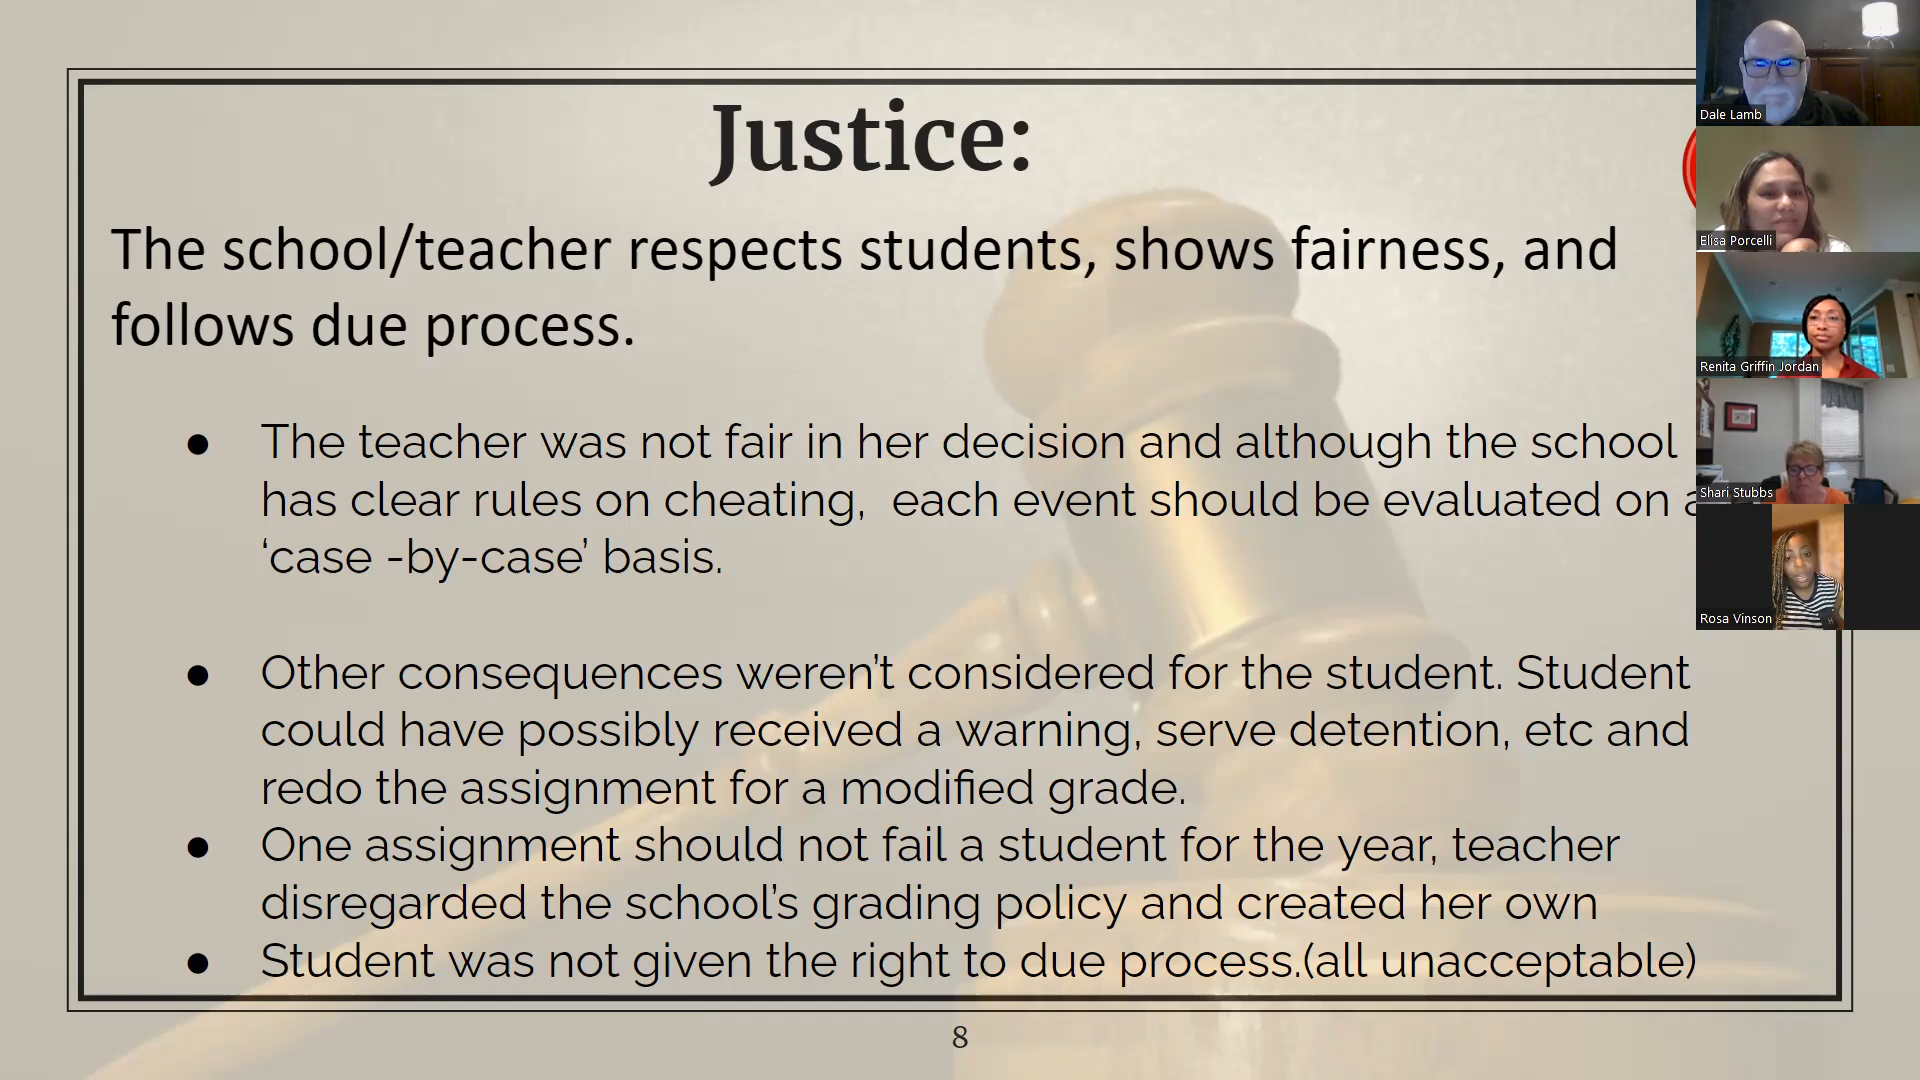 Justice:
The school/teacher respects students, shows fairness, and
follows due process.
● The teacher was not fair in her decision and although the school
has clear rules on cheating,  each event should be evaluated on a
‘case -by-case’ basis.
● Other consequences weren’t considered for the student. Student
could have possibly received a warning, serve detention, etc and
redo the assignment for a modified grade.
● One assignment should not fail a student for the year, teacher
disregarded the school’s grading policy and created her own
● Student was not given the right to due process.(all unacceptable)
8
Dale Lamb
Elisa Porcelli
Renita Griffin Jordan
Shari Stubbs
Rosa Vinson